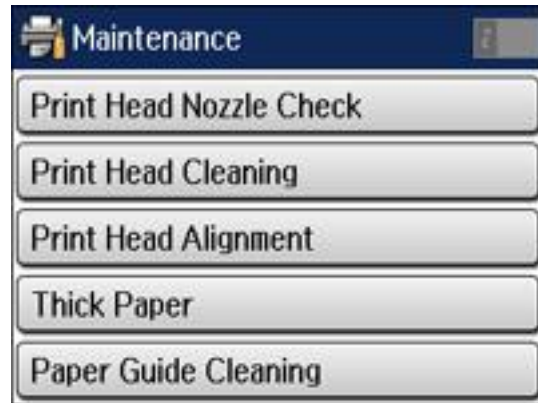 Maintenance
Print Head Nozzle Check
Print Head Cleaning
Print Head Alignment
Thick Paper
Paper Guide Cleaning